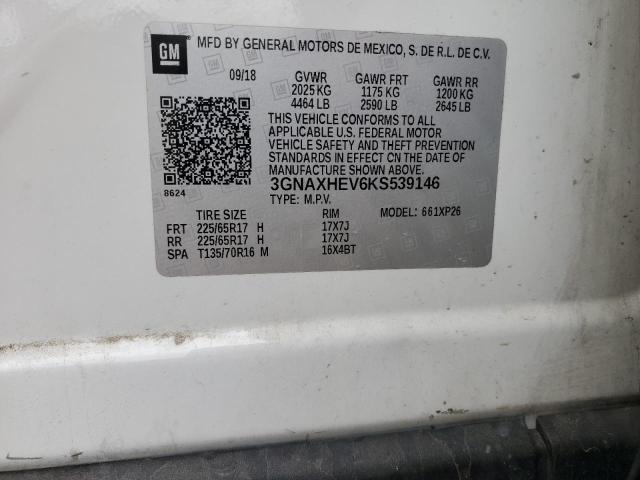 GM MFD BY GENERAL MOTORS DE MEXICO, S. DE R.L. DE C.V.
09/18 GVWR GAWR FRT GAWR RR
2025 KG 1175 KG 1200 KG
4464 LB 2590 LB 2645 LB
THIS VEHICLE CONFORMS TO ALL
APPLICABLE U.S. FEDERAL MOTOR
VEHICLE SAFETY AND THEFT PREVENTION
STANDARDS IN EFFECT ON THE DATE OF
MANUFACTURE SHOWN ABOVE.
8624 3GNAXHEV6KS539146
TYPE: M.P.V.
TIRE SIZE RIM MODEL: 661XP26
FRT 225/65R17 H 17X7J
RR 225/65R17 H 17X7J
SPA T135/70R16 M 16X4BT